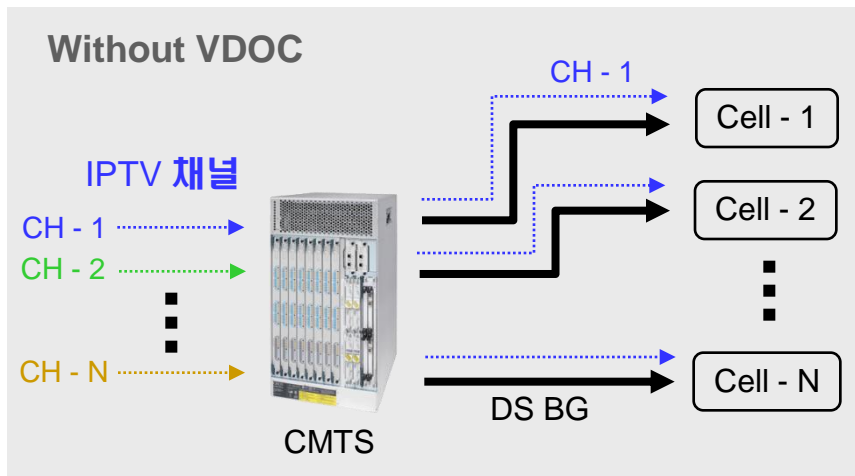 Without VDOC
CH - 1
Cell - 1
IPTV 채널
Cell - 2
CH - 1
CH - 2
CH - N
Cell - N
DS BG
CMTS